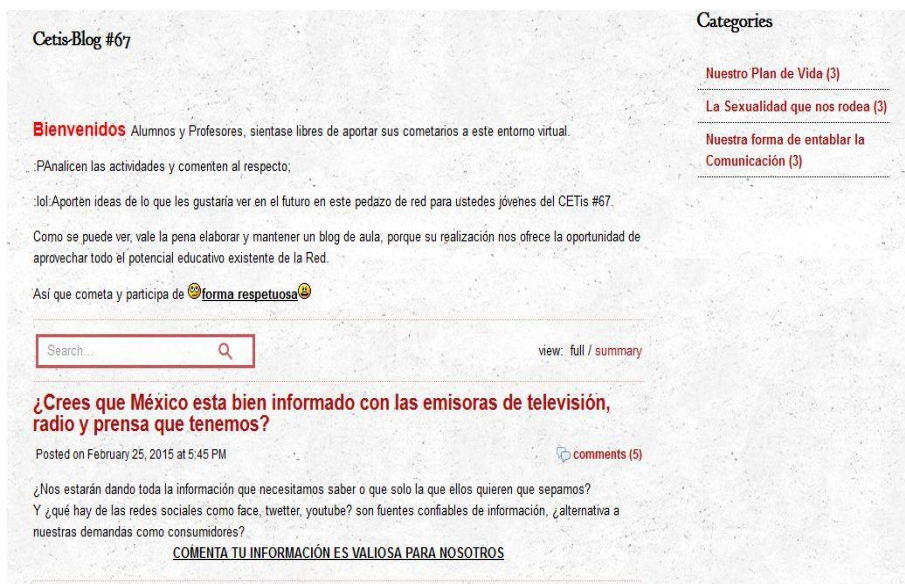 Cetis-Blog #67
Bienvenidos Alumnos y Profesores, sientase libres de aportar sus cometarios a este entorno virtual.
:PAnalicen las actividades y comenten al respecto;
:lol:Aporten ideas de lo que les gustaría ver en el futuro en este pedazo de red para ustedes jóvenes del CETis #67.
Como se puede ver, vale la pena elaborar y mantener un blog de aula, porque su realización nos ofrece la oportunidad de
aprovechar todo el potencial educativo existente de la Red.
Así que cometa y participa de forma respetuosa
Search...
view: full / summary
¿Crees que México esta bien informado con las emisoras de televisión,
radio y prensa que tenemos?
Posted on February 25, 2015 at 5:45 PM
comments (5)
¿Nos estarán dando toda la información que necesitamos saber o que solo la que ellos quieren que sepamos?
Y ¿qué hay de las redes sociales como face, twetter, youtube? son fuentes confiables de información, ¿alternativa a
nuestras demandas como consumidores?
COMENTA TU INFORMACIÓN ES VALIOSA PARA NOSOTROS
Categories
Nuestro Plan de Vida (3)
La Sexualidad que nos rodea (3)
Nuestra forma de entablar la
Comunicación (3)